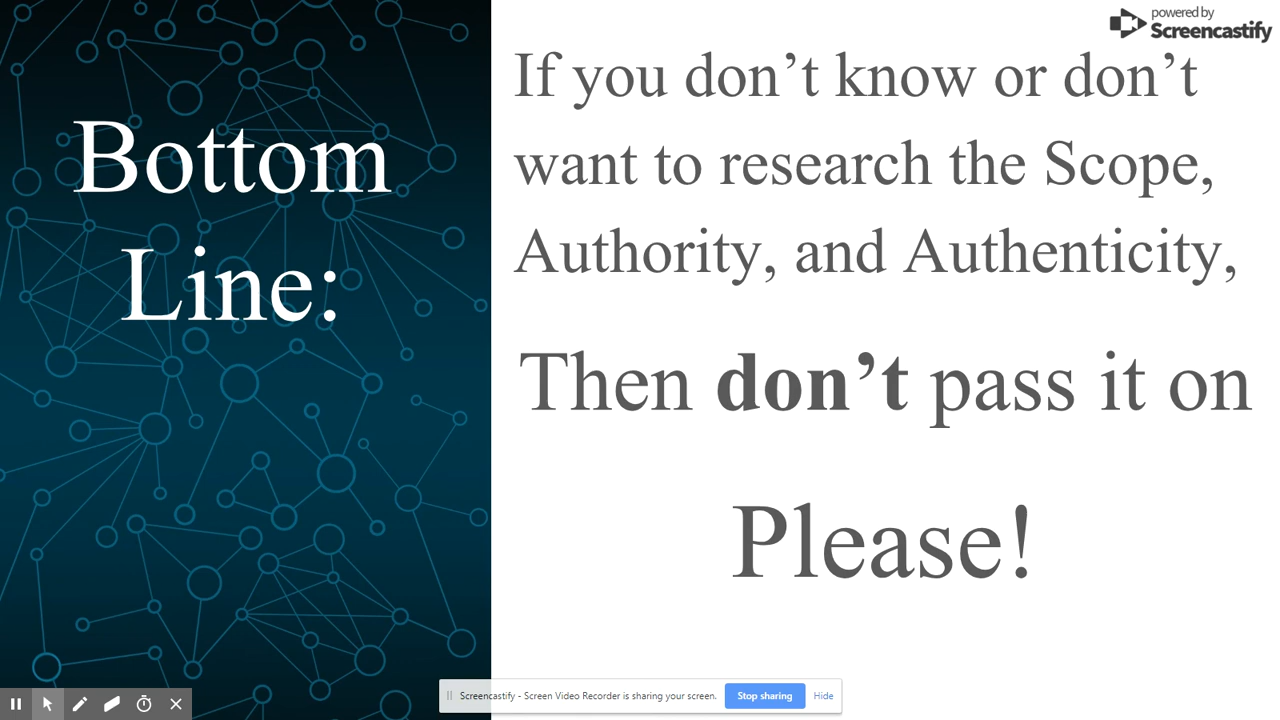 powered by
Screencastify
Bottom
Line:
If you don’t know or don’t
want to research the Scope,
Authority, and Authenticity,
Then don’t pass it on
Please!
Screencastify - Screen Video Recorder is sharing your screen.
Stop sharing
Hide